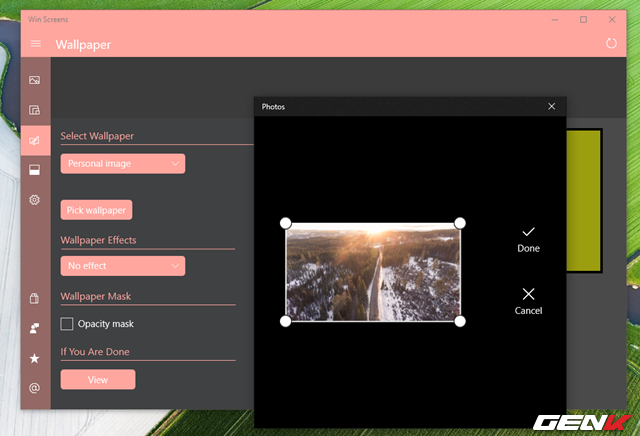 Win Screens
Wallpaper
Photos
Select Wallpaper
Personal image
Pick wallpaper
Wallpaper Effects
No effect
Wallpaper Mask
Opacity mask
If You Are Done
View
Done
Cancel
GENK